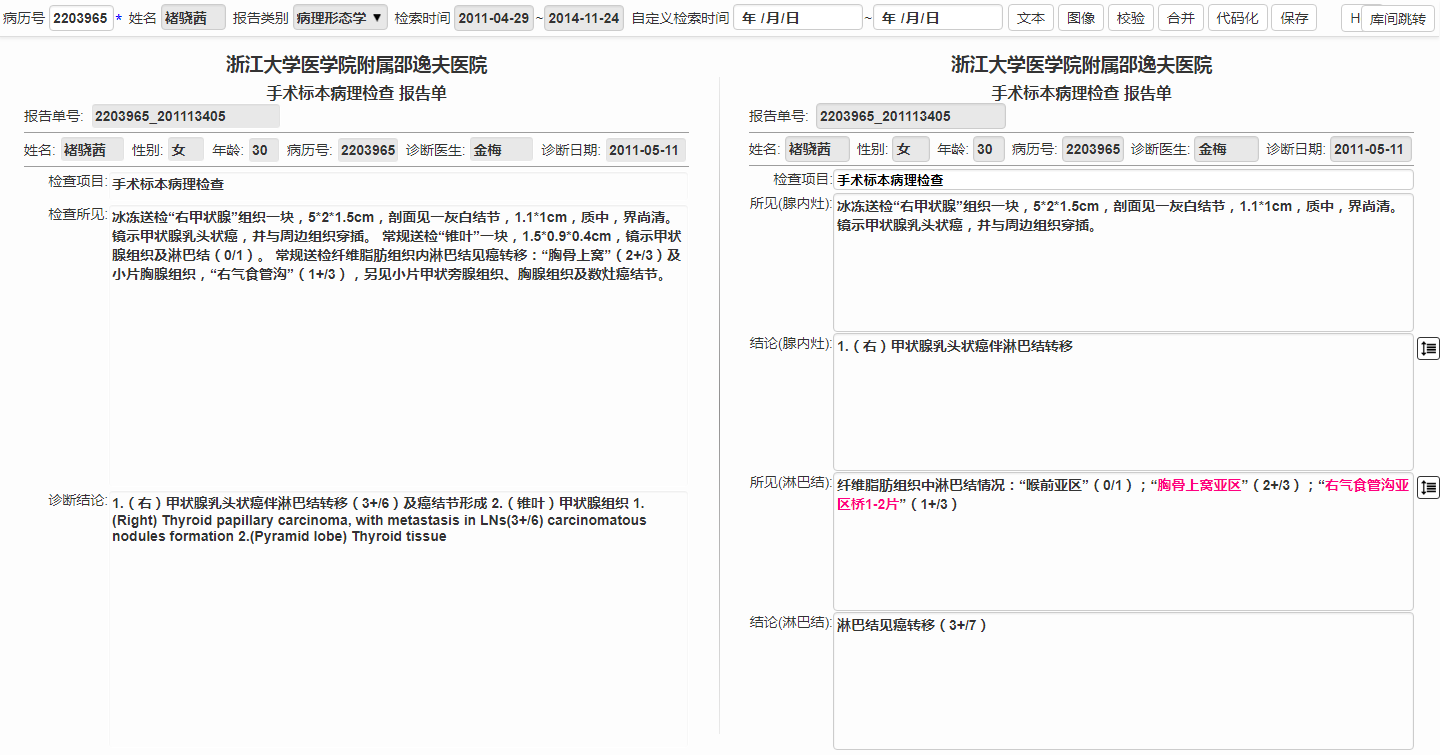 病历号 2203965 * 姓名 褚骁茜 报告类别 病理形态学 ▼ 检索时间 2011-04-29 ~ 2014-11-24 自定义检索时间 年 /月/日 ~ 年 /月/日 文本 图像 校验 合并 代码化 保存 H 库间跳转
浙江大学医学院附属邵逸夫医院
手术标本病理检查 报告单
报告单号: 2203965_201113405
姓名: 褚骁茜 性别: 女 年龄: 30 病历号: 2203965 诊断医生: 金梅 诊断日期: 2011-05-11
检查项目: 手术标本病理检查
检查所见: 冰冻送检“右甲状腺”组织一块，5*2*1.5cm，剖面见一灰白结节，1.1*1cm，质中，界尚清。
镜示甲状腺乳头状癌，井与周边组织穿插。 常规送检“锥叶”一块，1.5*0.9*0.4cm，镜示甲状
腺组织及淋巴结（0/1）。 常规送检纤维脂肪组织内淋巴结见癌转移：“胸骨上窝”（2+/3）及
小片胸腺组织，“右气食管沟”（1+/3），另见小片甲状旁腺组织、胸腺组织及数灶癌结节。
诊断结论: 1.（右）甲状腺乳头状癌伴淋巴结转移（3+/6）及癌结节形成 2.（锥叶）甲状腺组织 1.
(Right) Thyroid papillary carcinoma, with metastasis in LNs(3+/6) carcinomatous
nodules formation 2.(Pyramid lobe) Thyroid tissue
浙江大学医学院附属邵逸夫医院
手术标本病理检查 报告单
报告单号: 2203965_201113405
姓名: 褚骁茜 性别: 女 年龄: 30 病历号: 2203965 诊断医生: 金梅 诊断日期: 2011-05-11
检查项目: 手术标本病理检查
所见(腺内灶): 冰冻送检“右甲状腺”组织一块，5*2*1.5cm，剖面见一灰白结节，1.1*1cm，质中，界尚清。
镜示甲状腺乳头状癌，井与周边组织穿插。
结论(腺内灶): 1.（右）甲状腺乳头状癌伴淋巴结转移
所见(淋巴结): 纤维脂肪组织中淋巴结情况：“喉前亚区”（0/1）；“胸骨上窝亚区”（2+/3）；“右气食管沟亚
区桥1-2片”（1+/3）
结论(淋巴结): 淋巴结见癌转移（3+/7）